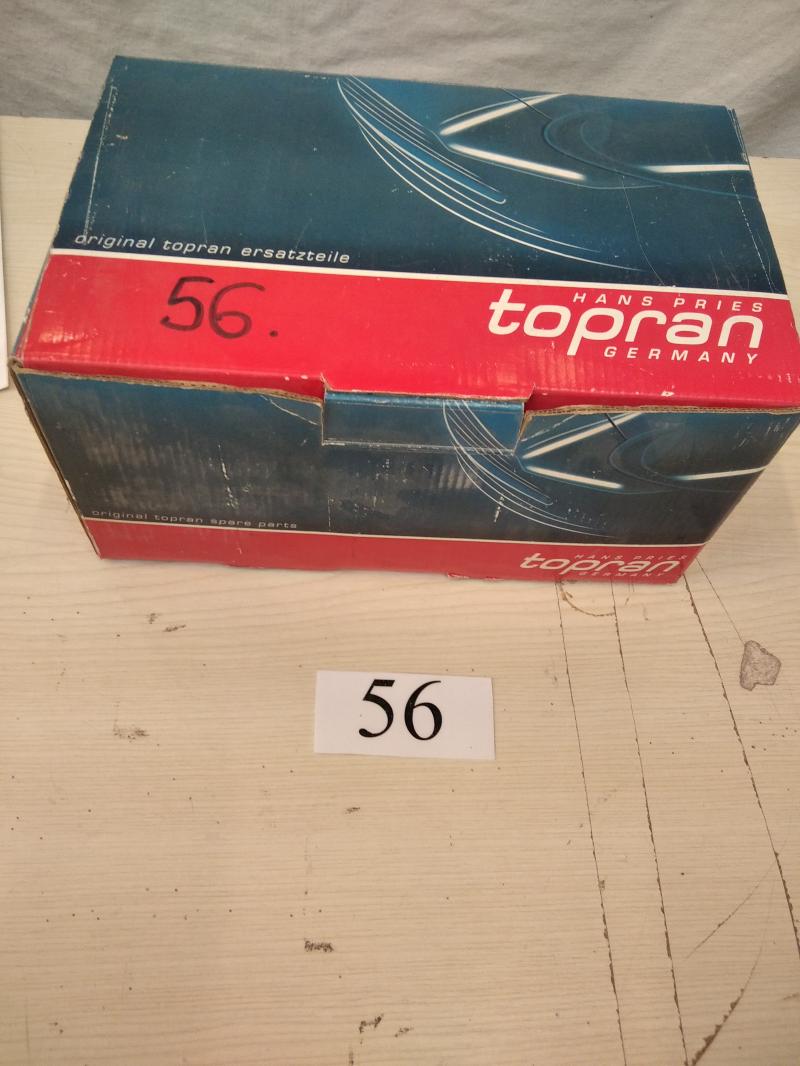 original topran ersatzteile
56.
HANS PRIES
topran
GERMANY
original topran spare parts
HANS PRIES
topran
GERMANY
56